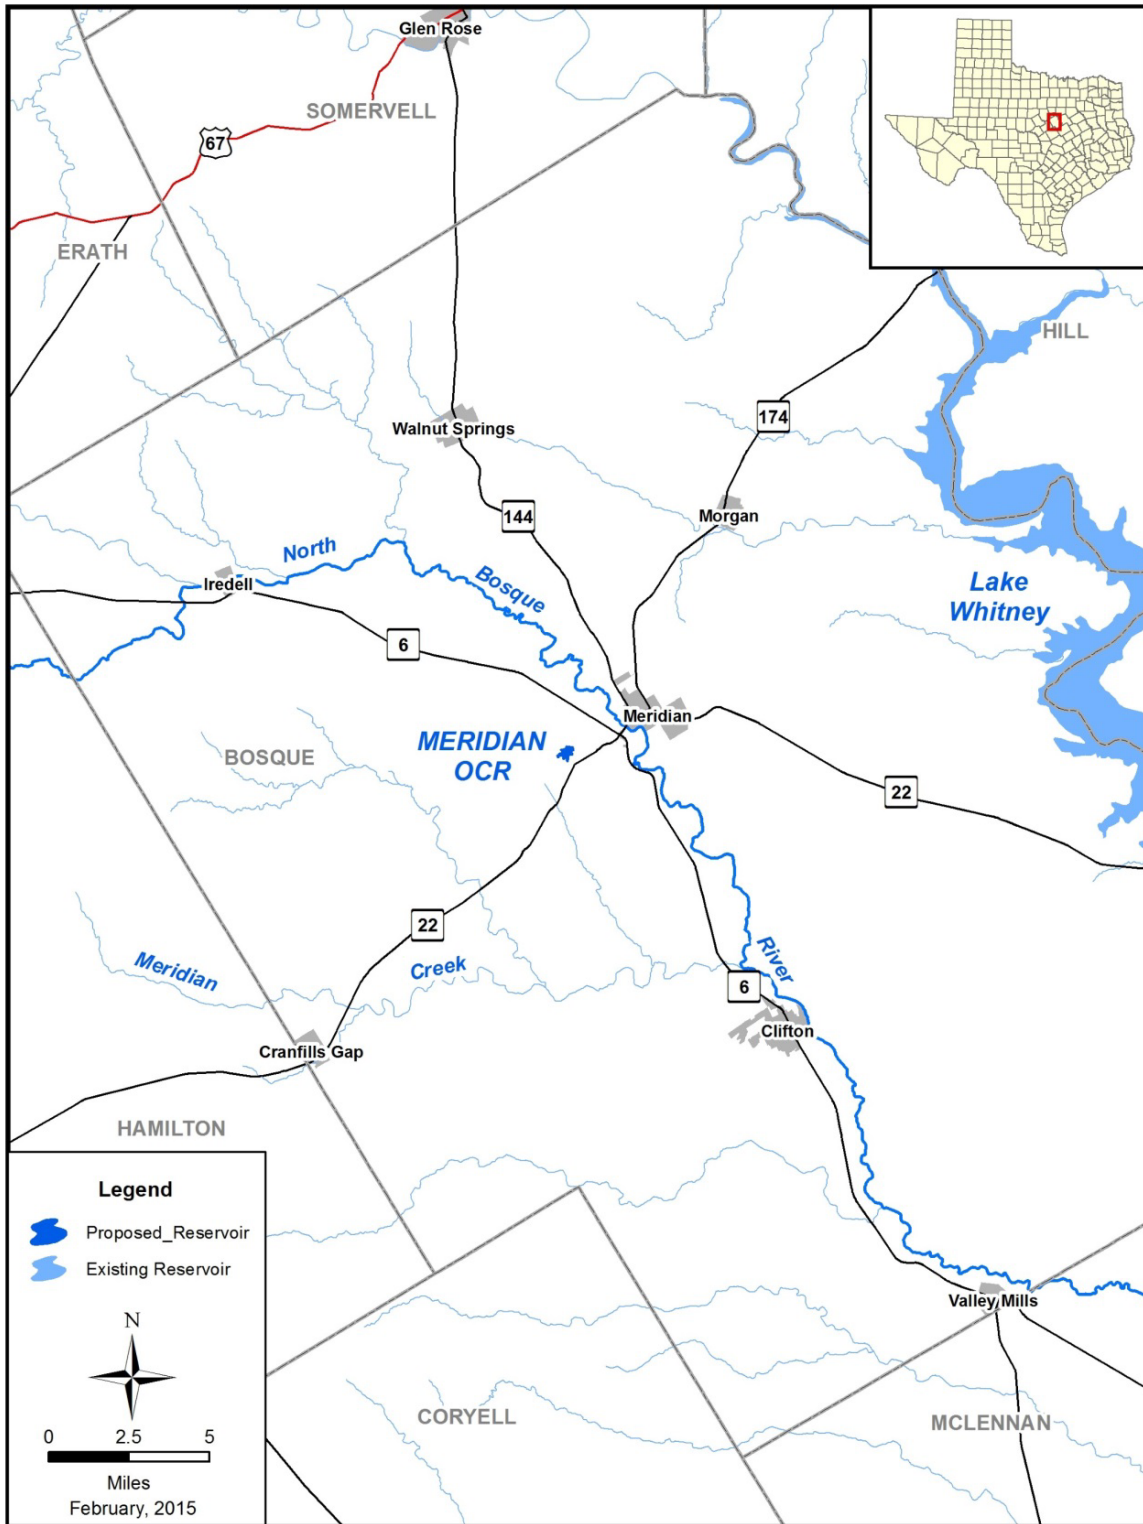 Glen Rose
SOMERVELL
67
ERATH
HILL
174
Walnut Springs
144
Morgan
North
Bosque
Iredell
Lake
Whitney
6
Meridian
MERIDIAN
OCR
BOSQUE
22
22
Meridian
Creek
River
6
Clifton
Cranfills Gap
HAMILTON
Legend
Proposed_Reservoir
Existing Reservoir
N
0 2.5 5
Miles
February, 2015
Valley Mills
CORYELL
MCLENNAN